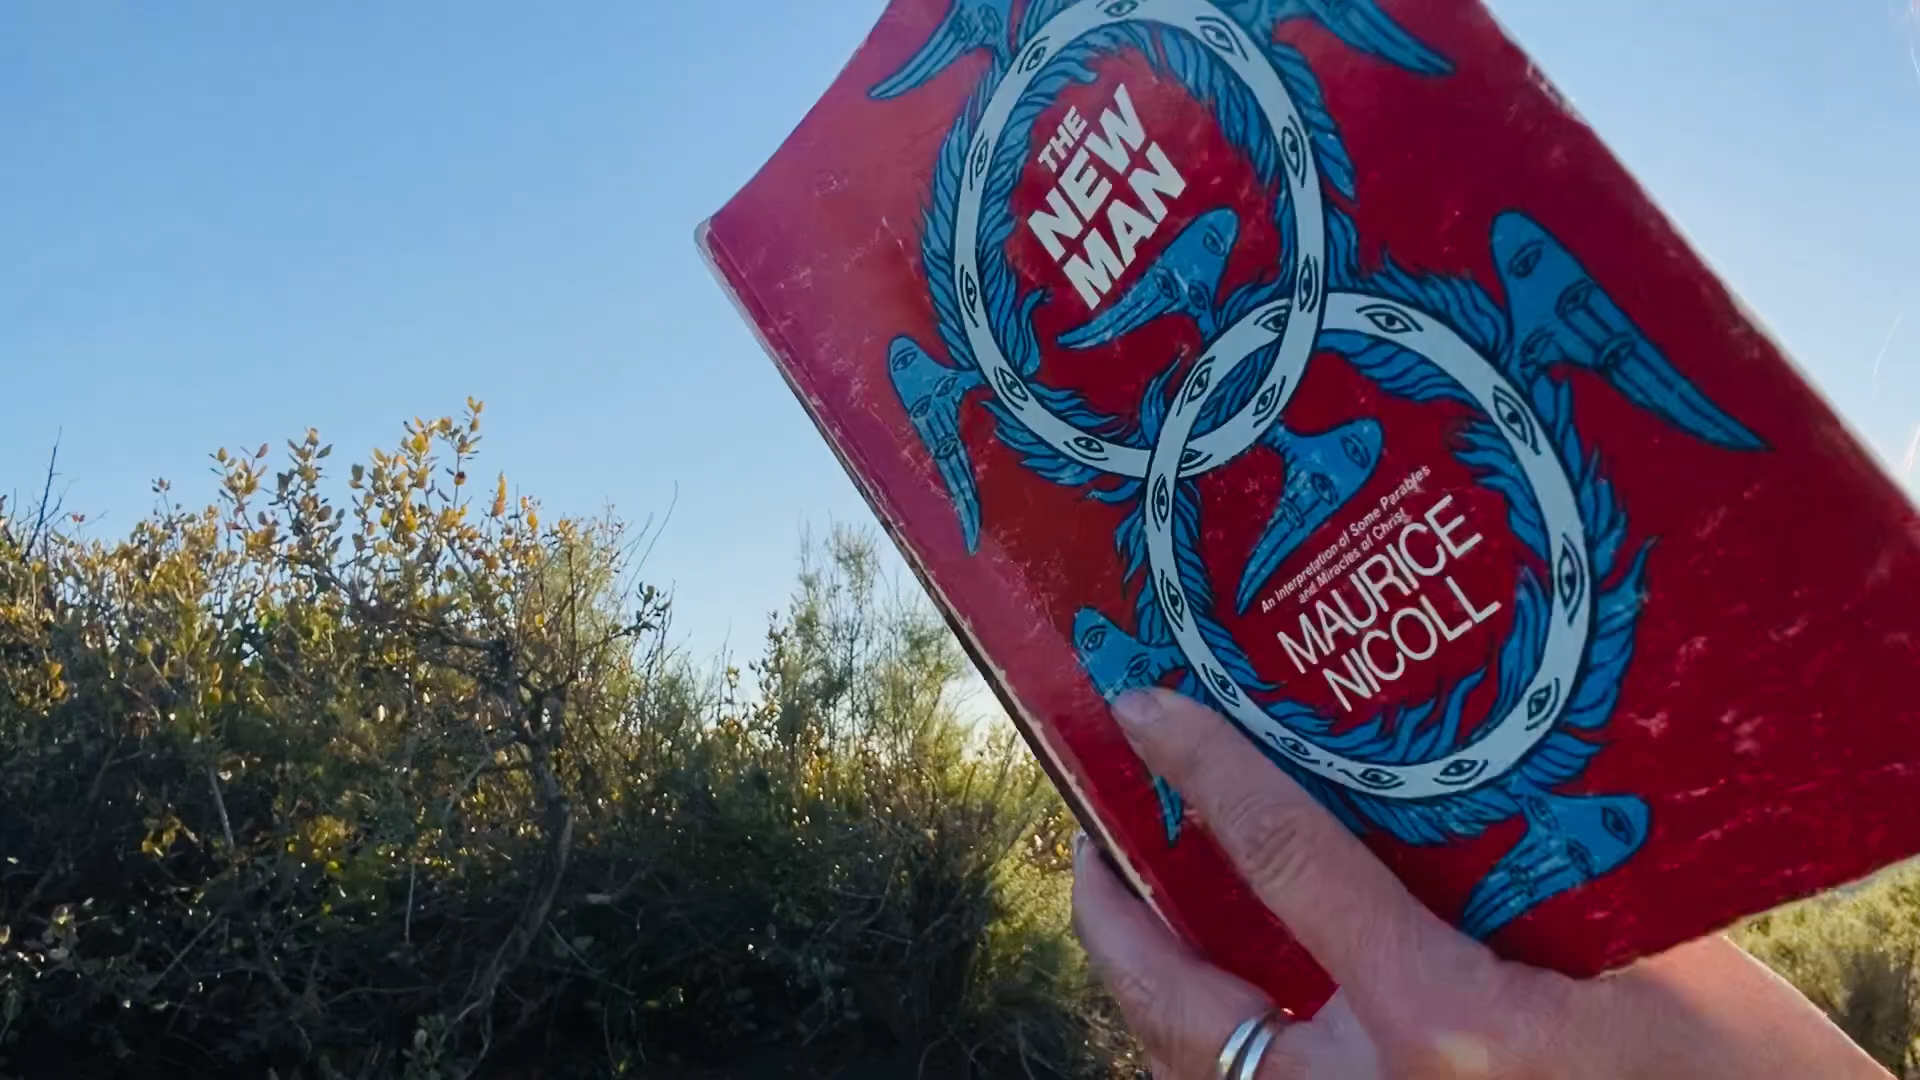 THE
NEW
MAN
An Interpretation of Some Parables
and Miracles of Christ
MAURICE
NICOLL